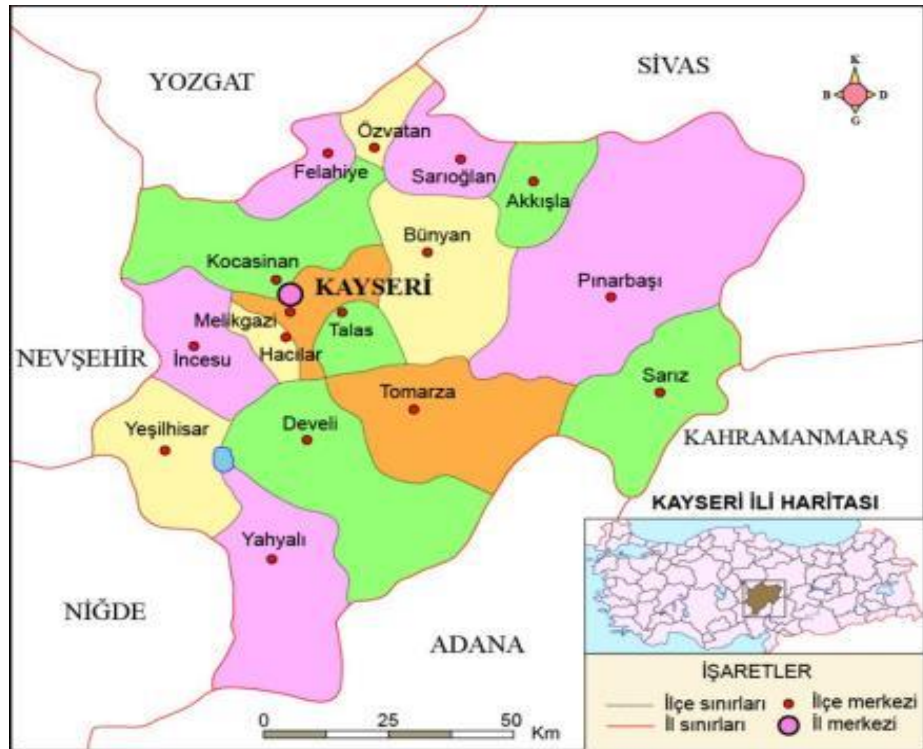 YOZGAT
SİVAS
K
B D
G
Özvatan
Felahiye
Sarıoğlan
Akkışla
Bünyan
Kocasinan
KAYSERİ
Pınarbaşı
Melikgazi
Talas
NEVŞEHİR
İncesu
Hacılar
Sarız
Tomarza
Yeşilhisar
Develi
KAHRAMANMARAŞ
KAYSERİ İLİ HARİTASI
Yahyalı
NİĞDE
ADANA
İŞARETLER
İlçe sınırları
İlçe merkezi
İl sınırları
İl merkezi
0 25 50
Km